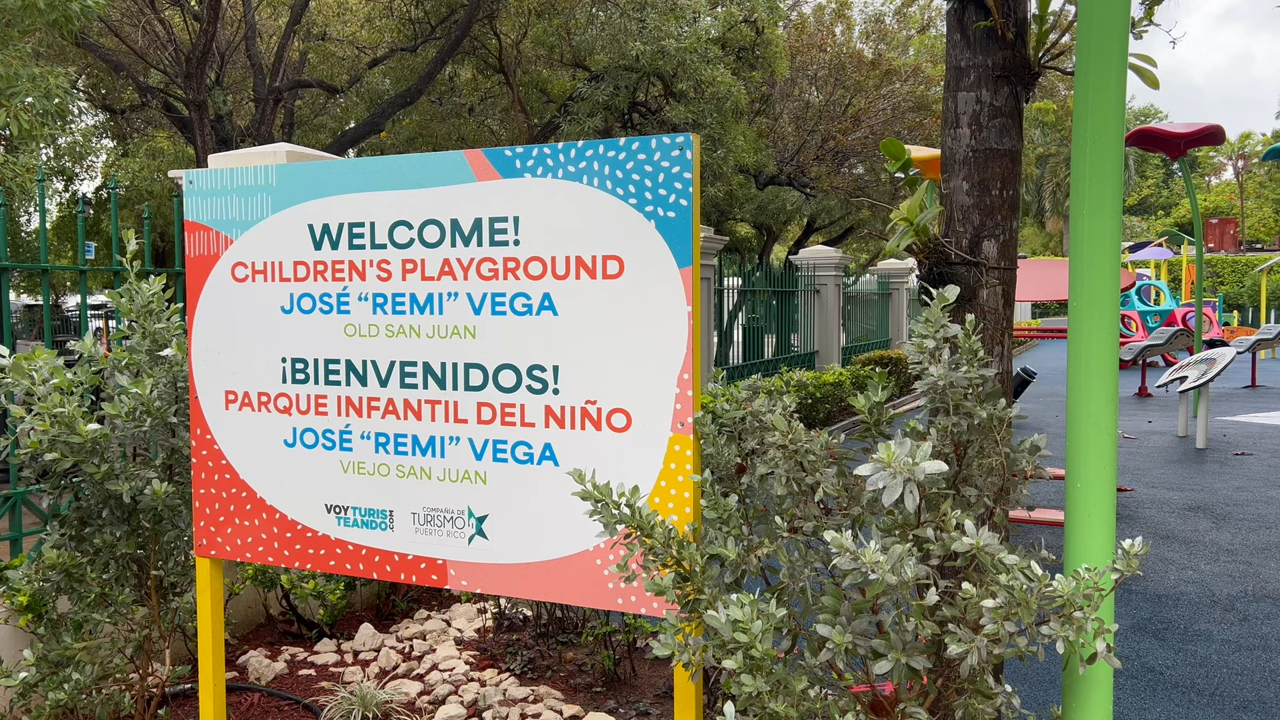 WELCOME!
CHILDREN'S PLAYGROUND
JOSÉ “REMI” VEGA
OLD SAN JUAN
¡BIENVENIDOS!
PARQUE INFANTIL DEL NIÑO
JOSÉ “REMI” VEGA
VIEJO SAN JUAN
VOYTURIS
TEANDO.COM
COMPAÑÍA DE
TURISMO
PUERTO RICO